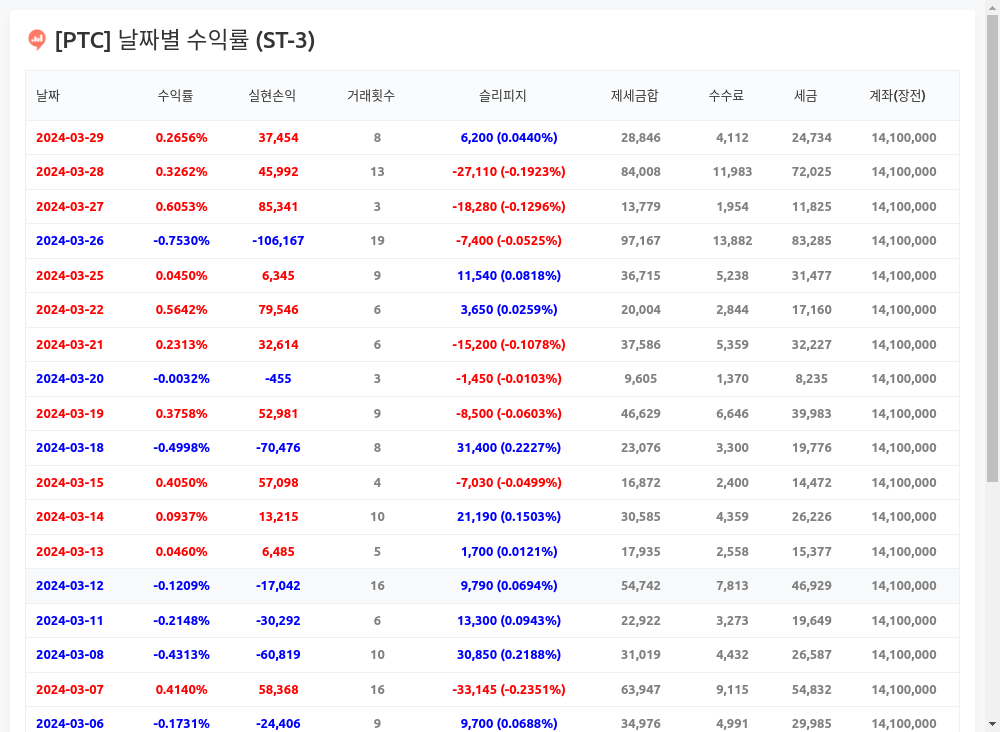 [PTC] 날짜별 수익률 (ST-3)
날짜 수익률 실현손익 거래횟수 슬리피지 제세금합 수수료 세금 계좌(장전)
2024-03-29 0.2656% 37,454 8 6,200 (0.0440%) 28,846 4,112 24,734 14,100,000
2024-03-28 0.3262% 45,992 13 -27,110 (-0.1923%) 84,008 11,983 72,025 14,100,000
2024-03-27 0.6053% 85,341 3 -18,280 (-0.1296%) 13,779 1,954 11,825 14,100,000
2024-03-26 -0.7530% -106,167 19 -7,400 (-0.0525%) 97,167 13,882 83,285 14,100,000
2024-03-25 0.0450% 6,345 9 11,540 (0.0818%) 36,715 5,238 31,477 14,100,000
2024-03-22 0.5642% 79,546 6 3,650 (0.0259%) 20,004 2,844 17,160 14,100,000
2024-03-21 0.2313% 32,614 6 -15,200 (-0.1078%) 37,586 5,359 32,227 14,100,000
2024-03-20 -0.0032% -455 3 -1,450 (-0.0103%) 9,605 1,370 8,235 14,100,000
2024-03-19 0.3758% 52,981 9 -8,500 (-0.0603%) 46,629 6,646 39,983 14,100,000
2024-03-18 -0.4998% -70,476 8 31,400 (0.2227%) 23,076 3,300 19,776 14,100,000
2024-03-15 0.4050% 57,098 4 -7,030 (-0.0499%) 16,872 2,400 14,472 14,100,000
2024-03-14 0.0937% 13,215 10 21,190 (0.1503%) 30,585 4,359 26,226 14,100,000
2024-03-13 0.0460% 6,485 5 1,700 (0.0121%) 17,935 2,558 15,377 14,100,000
2024-03-12 -0.1209% -17,042 16 9,790 (0.0694%) 54,742 7,813 46,929 14,100,000
2024-03-11 -0.2148% -30,292 6 13,300 (0.0943%) 22,922 3,273 19,649 14,100,000
2024-03-08 -0.4313% -60,819 10 30,850 (0.2188%) 31,019 4,432 26,587 14,100,000
2024-03-07 0.4140% 58,368 16 -33,145 (-0.2351%) 63,947 9,115 54,832 14,100,000
2024-03-06 -0.1731% -24,406 9 9,700 (0.0688%) 34,976 4,991 29,985 14,100,000